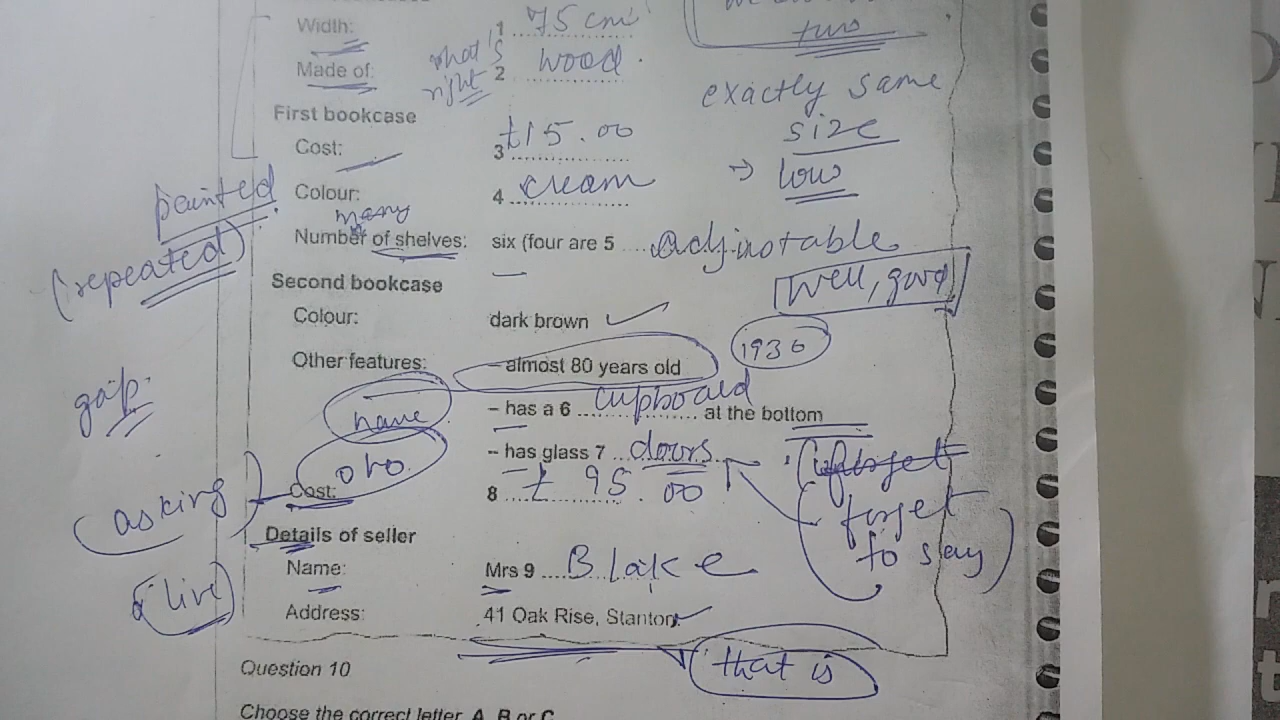 Width: 1 75 cm
two
Made of: what's right 2 wood.
exactly same
size
First bookcase
Cost: 3 £15.00
→ low
Colour: 4 cream
painted
(repeated)
many
Number of shelves: six (four are 5 adjustable
Well, good
Second bookcase
Colour: dark brown ✓
1936
Other features: – almost 80 years old
gap.
have
– has a 6 cupboard at the bottom
– has glass 7 doors
forget
oro
(asking)
Cost: 8 £ 95.00
(forget
to say)
Details of seller
(live)
Name: Mrs 9 Blake
Address: 41 Oak Rise, Stanton ✓
that is
Question 10
Choose the correct letter, A, B or C.